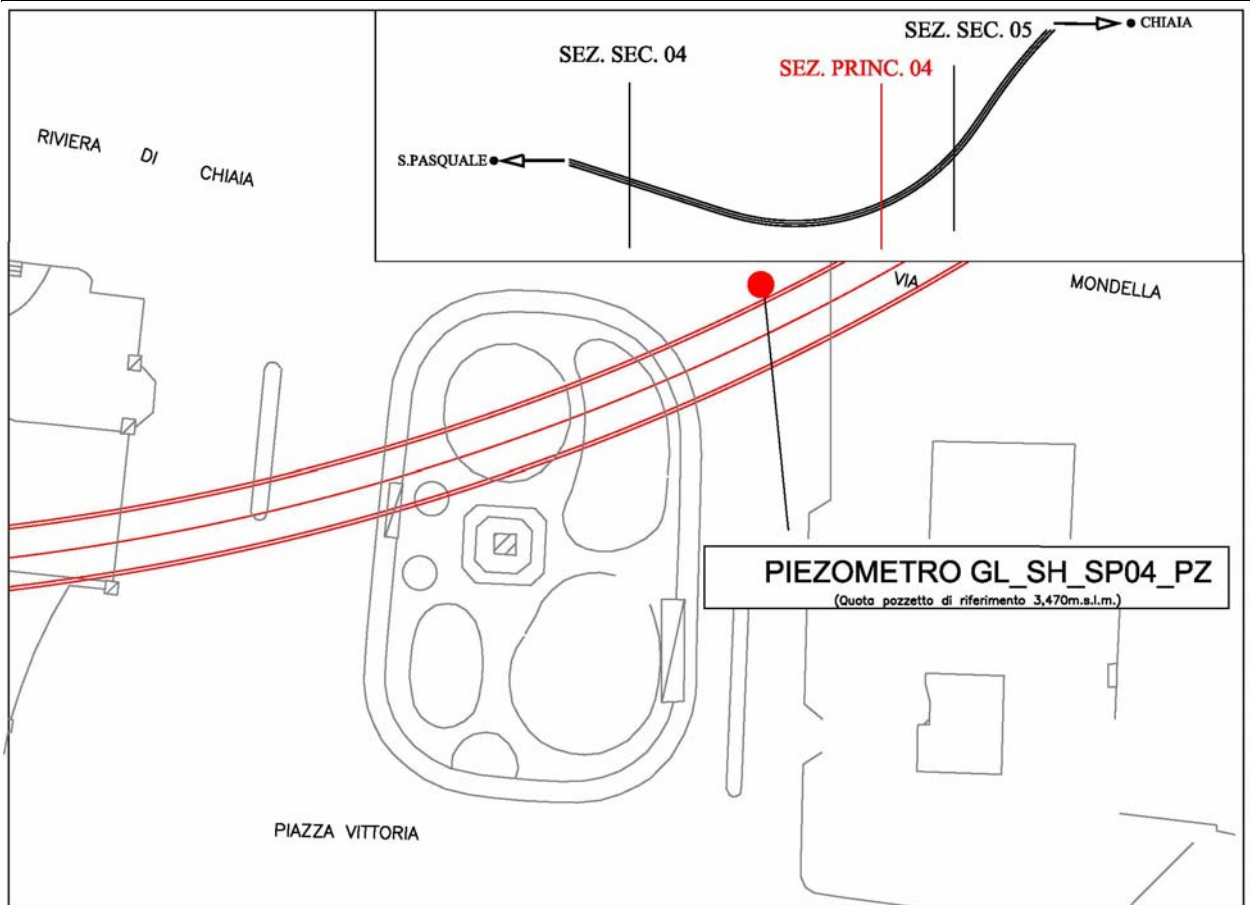 SEZ. SEC. 04
SEZ. PRINC. 04
SEZ. SEC. 05
CHIAIA
S.PASQUALE
RIVIERA DI CHIAIA
VIA MONDELLA
PIEZOMETRO GL_SH_SP04_PZ
(Quota pozzetto di riferimento 3,470m.s.l.m.)
PIAZZA VITTORIA